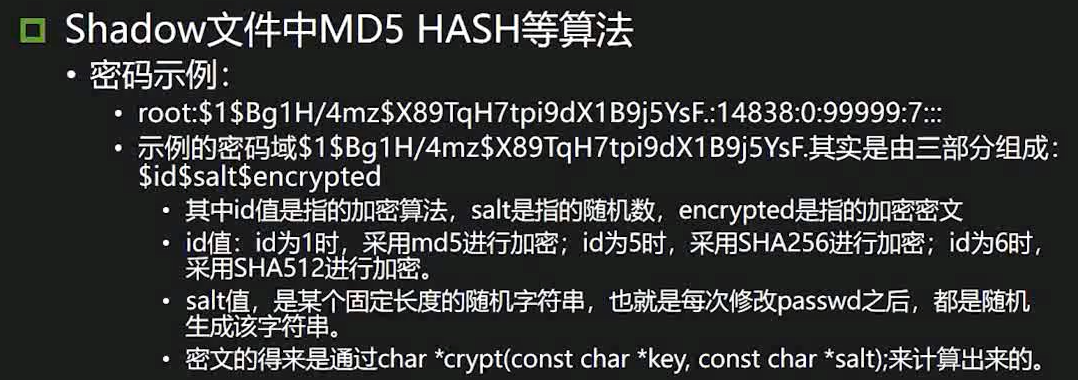 Shadow文件中MD5 HASH等算法
• 密码示例：
• root:$1$Bg1H/4mz$X89TqH7tpi9dX1B9j5YsF.:14838:0:99999:7:::
• 示例的密码域$1$Bg1H/4mz$X89TqH7tpi9dX1B9j5YsF.其实是由三部分组成：
$id$salt$encrypted
• 其中id值是指的加密算法，salt是指的随机数，encrypted是指的加密密文
• id值：id为1时，采用md5进行加密；id为5时，采用SHA256进行加密；id为6时，
采用SHA512进行加密。
• salt值，是某个固定长度的随机字符串，也就是每次修改passwd之后，都是随机
生成该字符串。
• 密文的得来是通过char *crypt(const char *key, const char *salt);来计算出来的。